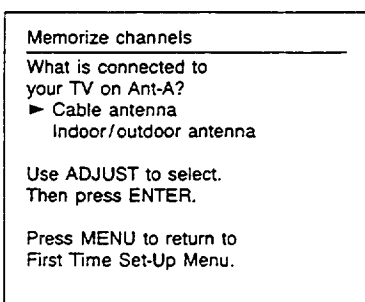 Memorize channels
What is connected to
your TV on Ant-A?
► Cable antenna
Indoor/outdoor antenna
Use ADJUST to select.
Then press ENTER.
Press MENU to return to
First Time Set-Up Menu.